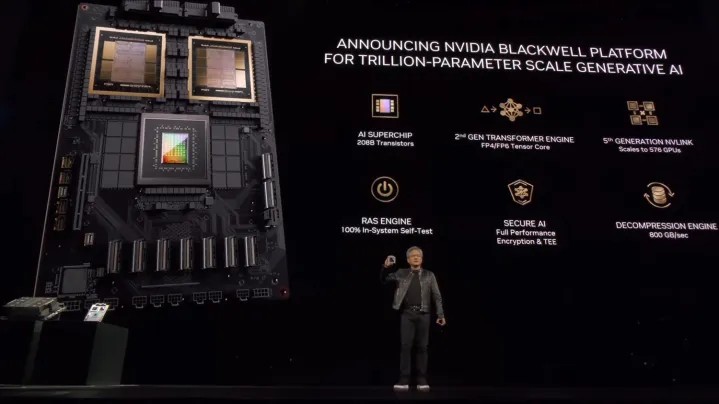 ANNOUNCING NVIDIA BLACKWELL PLATFORM
FOR TRILLION-PARAMETER SCALE GENERATIVE AI
AI SUPERCHIP
208B Transistors
2nd GEN TRANSFORMER ENGINE
FP4/FP6 Tensor Core
5th GENERATION NVLINK
Scales to 576 GPUs
RAS ENGINE
100% In-System Self-Test
SECURE AI
Full Performance
Encryption & TEE
DECOMPRESSION ENGINE
800 GB/sec